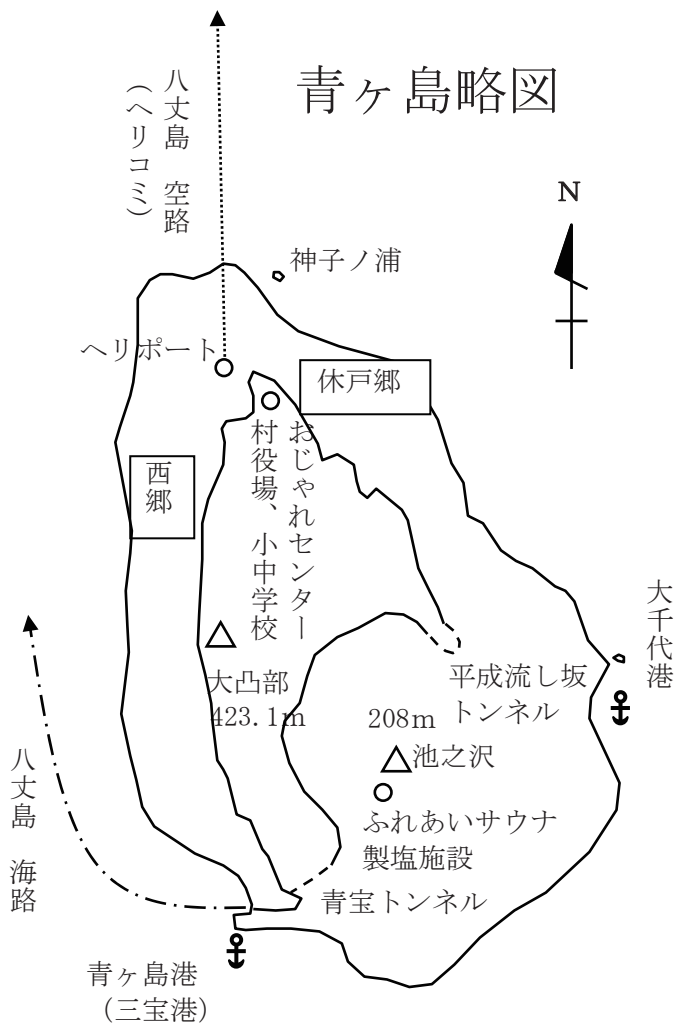 青ヶ島略図
八丈島　空路
（ヘリコミ）
N
神子ノ浦
ヘリポート
休戸郷
おじゃれセンター
村役場、小中学校
西郷
大千代港
平成流し坂
トンネル
大凸部
423.1m
208m
池之沢
ふれあいサウナ
製塩施設
八丈島　海路
青宝トンネル
青ヶ島港
（三宝港）